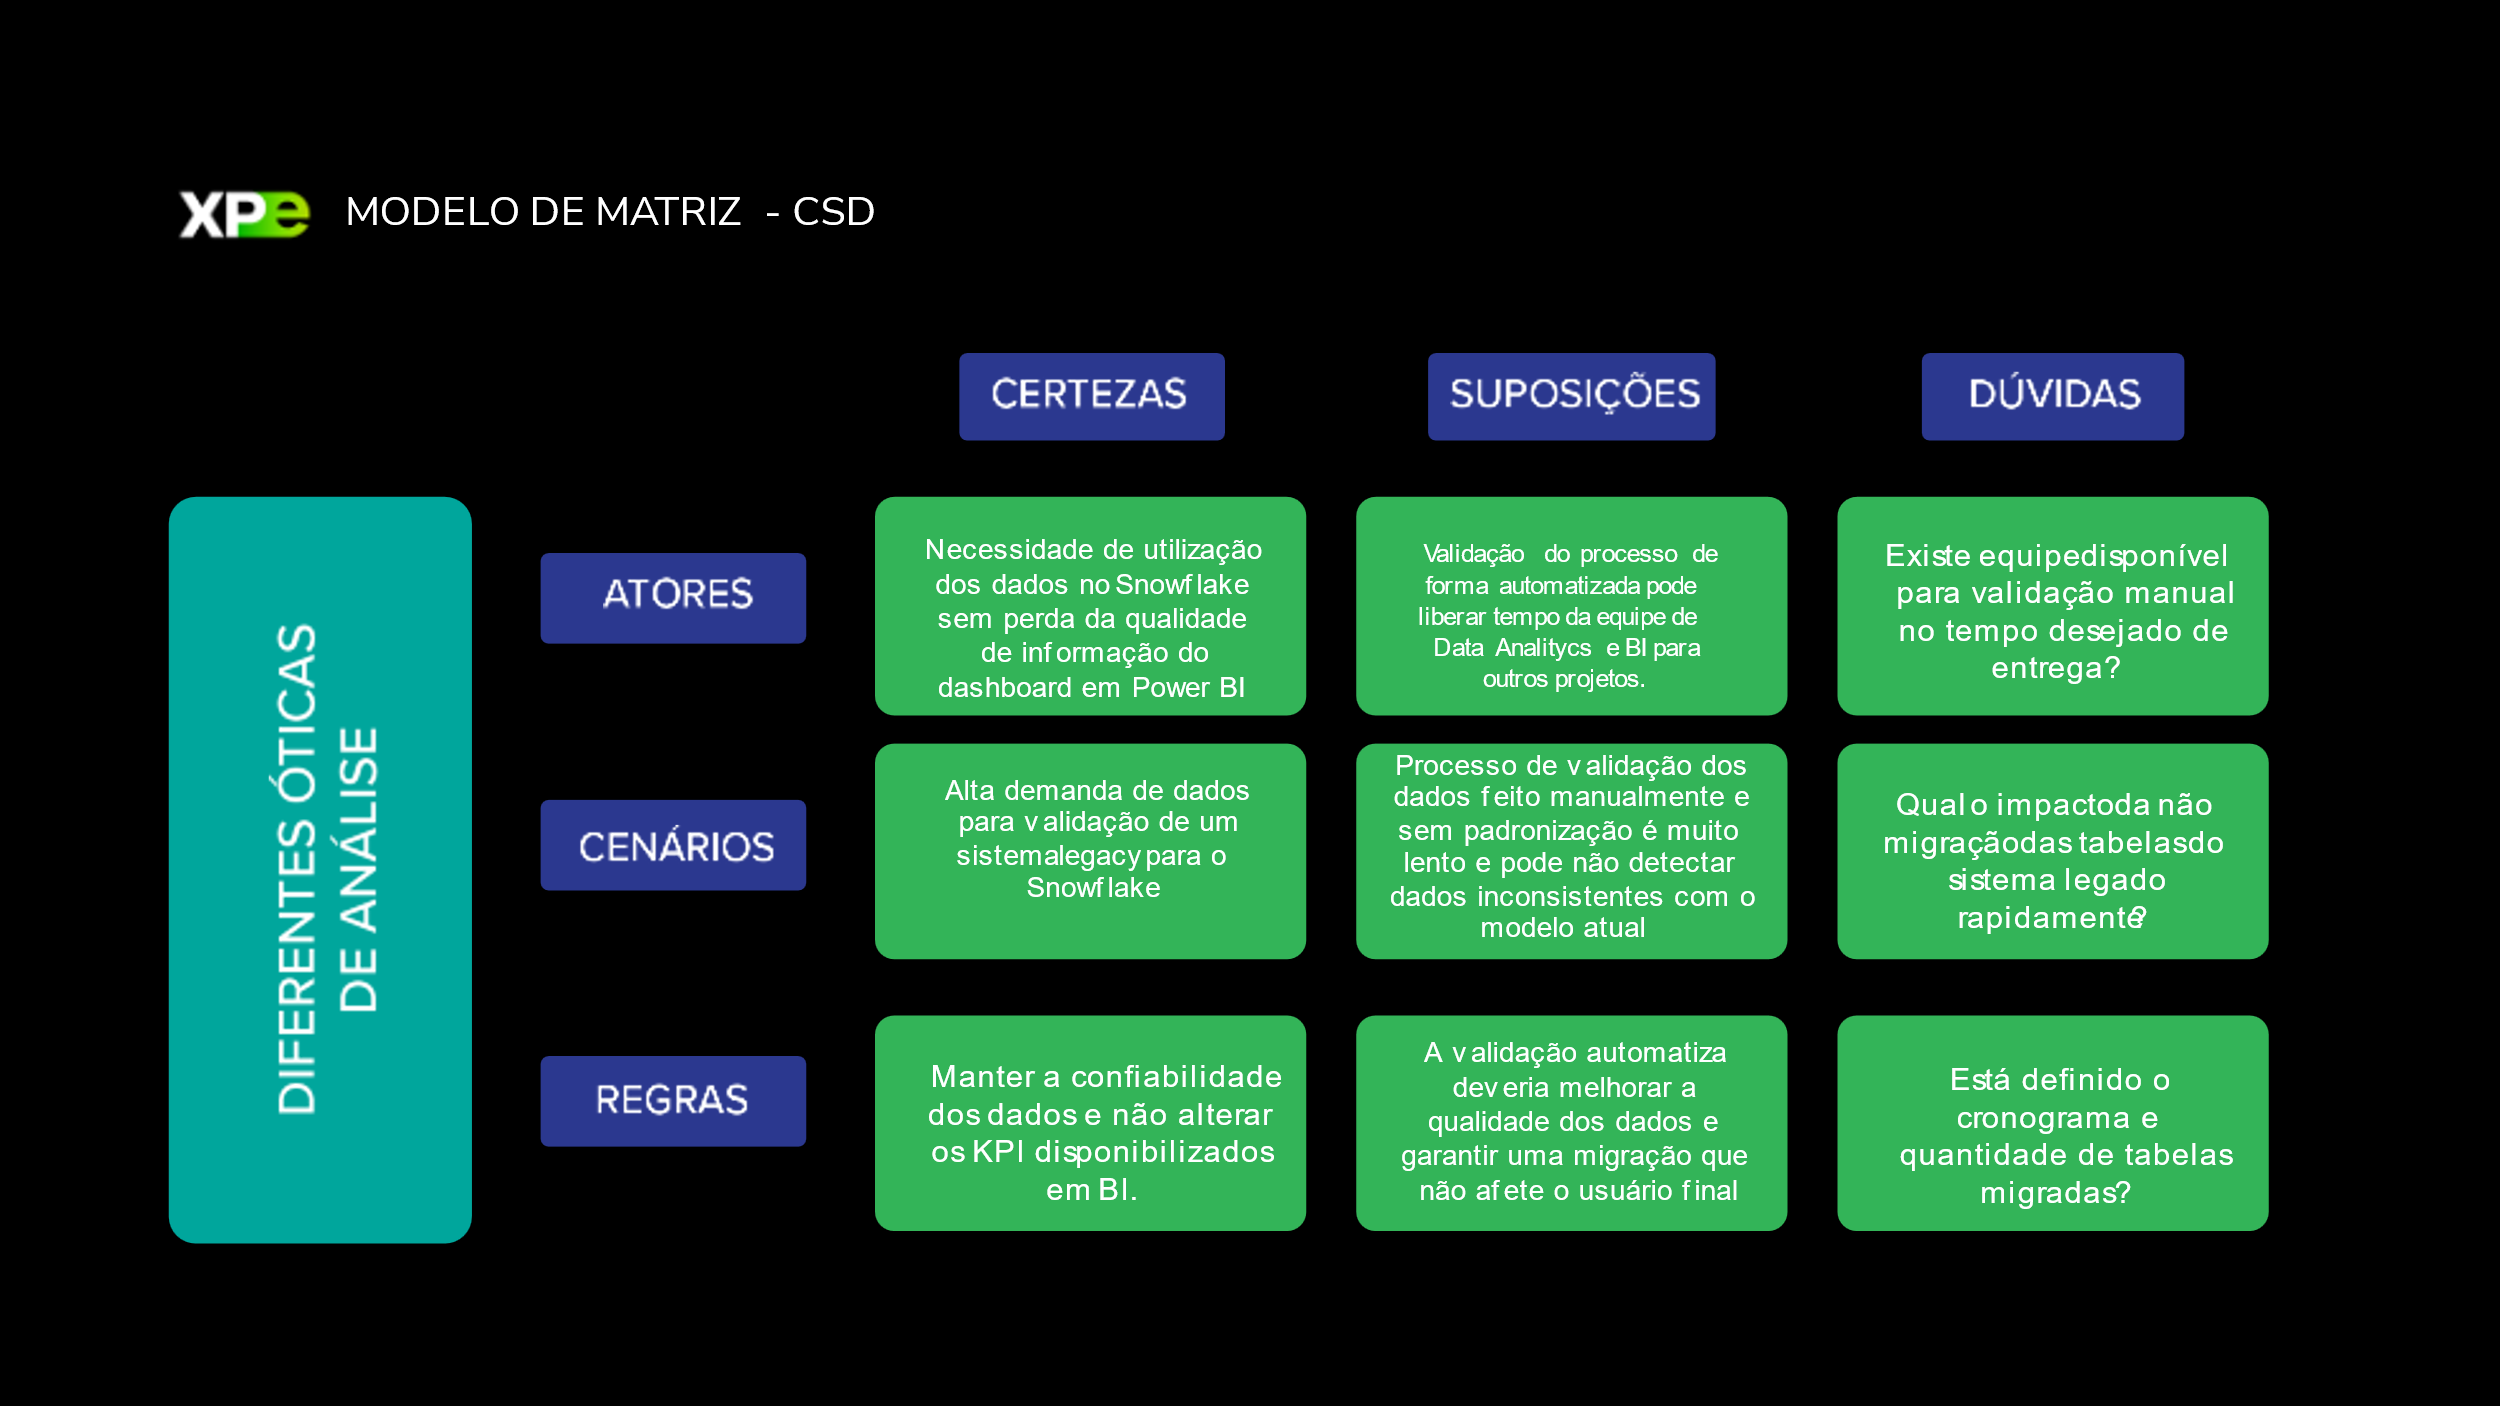 XPe MODELO DE MATRIZ - CSD
CERTEZAS
SUPOSIÇÕES
DÚVIDAS
DIFERENTES ÓTICAS
DE ANÁLISE
ATORES
Necessidade de utilização
dos dados no Snowflake
sem perda da qualidade
de informação do
dashboard em Power BI
Validação do processo de
forma automatizada pode
liberar tempo da equipe de
Data Analitycs e BI para
outros projetos.
Existe equipe disponível
para validação manual
no tempo desejado de
entrega?
CENÁRIOS
Alta demanda de dados
para validação de um
sistema legacy para o
Snowflake
Processo de validação dos
dados feito manualmente e
sem padronização é muito
lento e pode não detectar
dados inconsistentes com o
modelo atual
Qual o impacto da não
migração das tabelas do
sistema legado
rapidamente?
REGRAS
Manter a confiabilidade
dos dados e não alterar
os KPI disponibilizados
em BI.
A validação automatiza
deveria melhorar a
qualidade dos dados e
garantir uma migração que
não afete o usuário final
Está definido o
cronograma e
quantidade de tabelas
migradas?